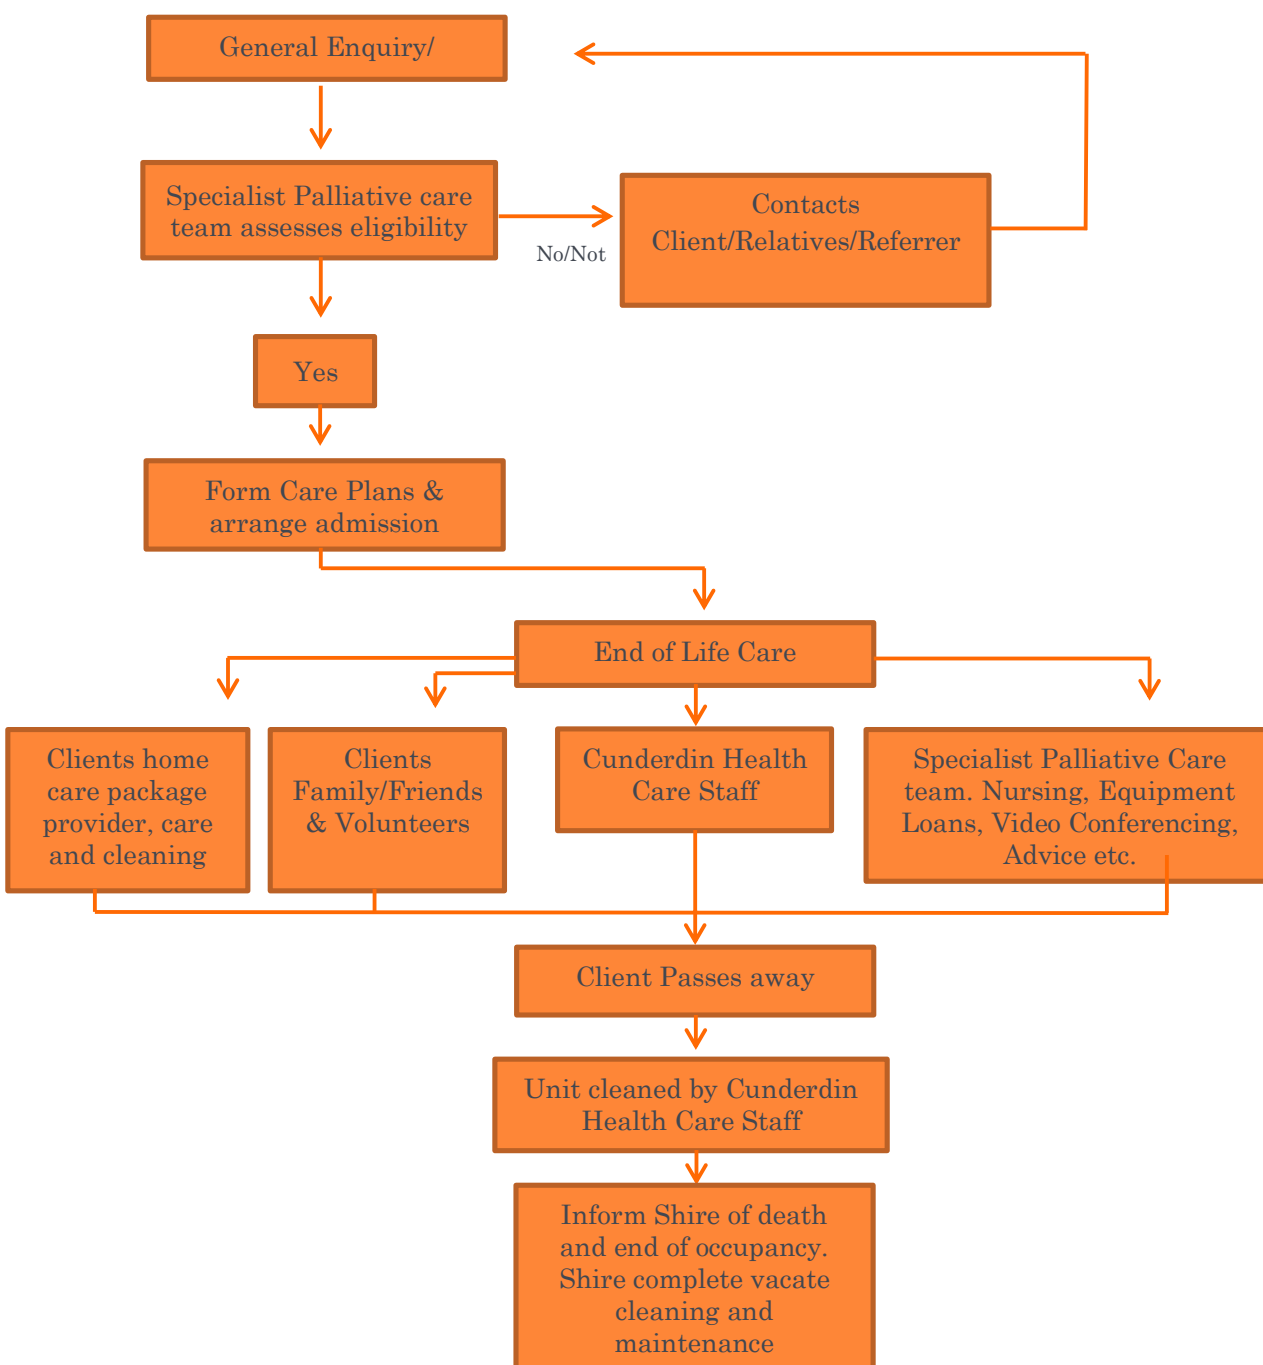 General Enquiry/
Specialist Palliative care
team assesses eligibility
No/Not
Contacts
Client/Relatives/Referrer
Yes
Form Care Plans &
arrange admission
End of Life Care
Clients home
care package
provider, care
and cleaning
Clients
Family/Friends
& Volunteers
Cunderdin Health
Care Staff
Specialist Palliative Care
team. Nursing, Equipment
Loans, Video Conferencing,
Advice etc.
Client Passes away
Unit cleaned by Cunderdin
Health Care Staff
Inform Shire of death
and end of occupancy.
Shire complete vacate
cleaning and
maintenance